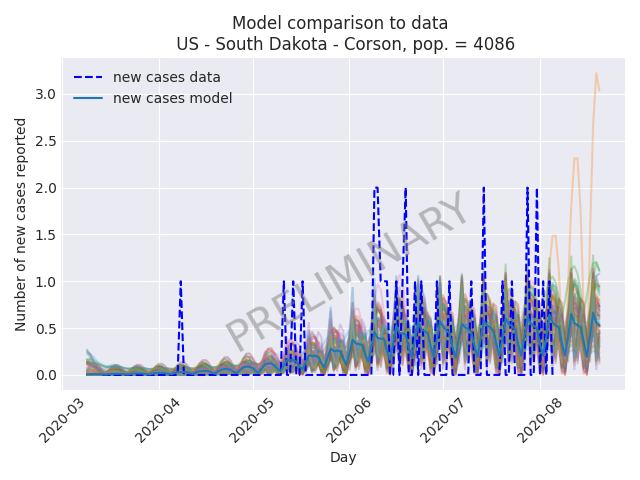 Model comparison to data
US - South Dakota - Corson, pop. = 4086
new cases data
new cases model
Number of new cases reported
3.0
2.5
2.0
1.5
1.0
0.5
0.0
PRELIMINARY
2020-03
2020-04
2020-05
2020-06
2020-07
2020-08
Day